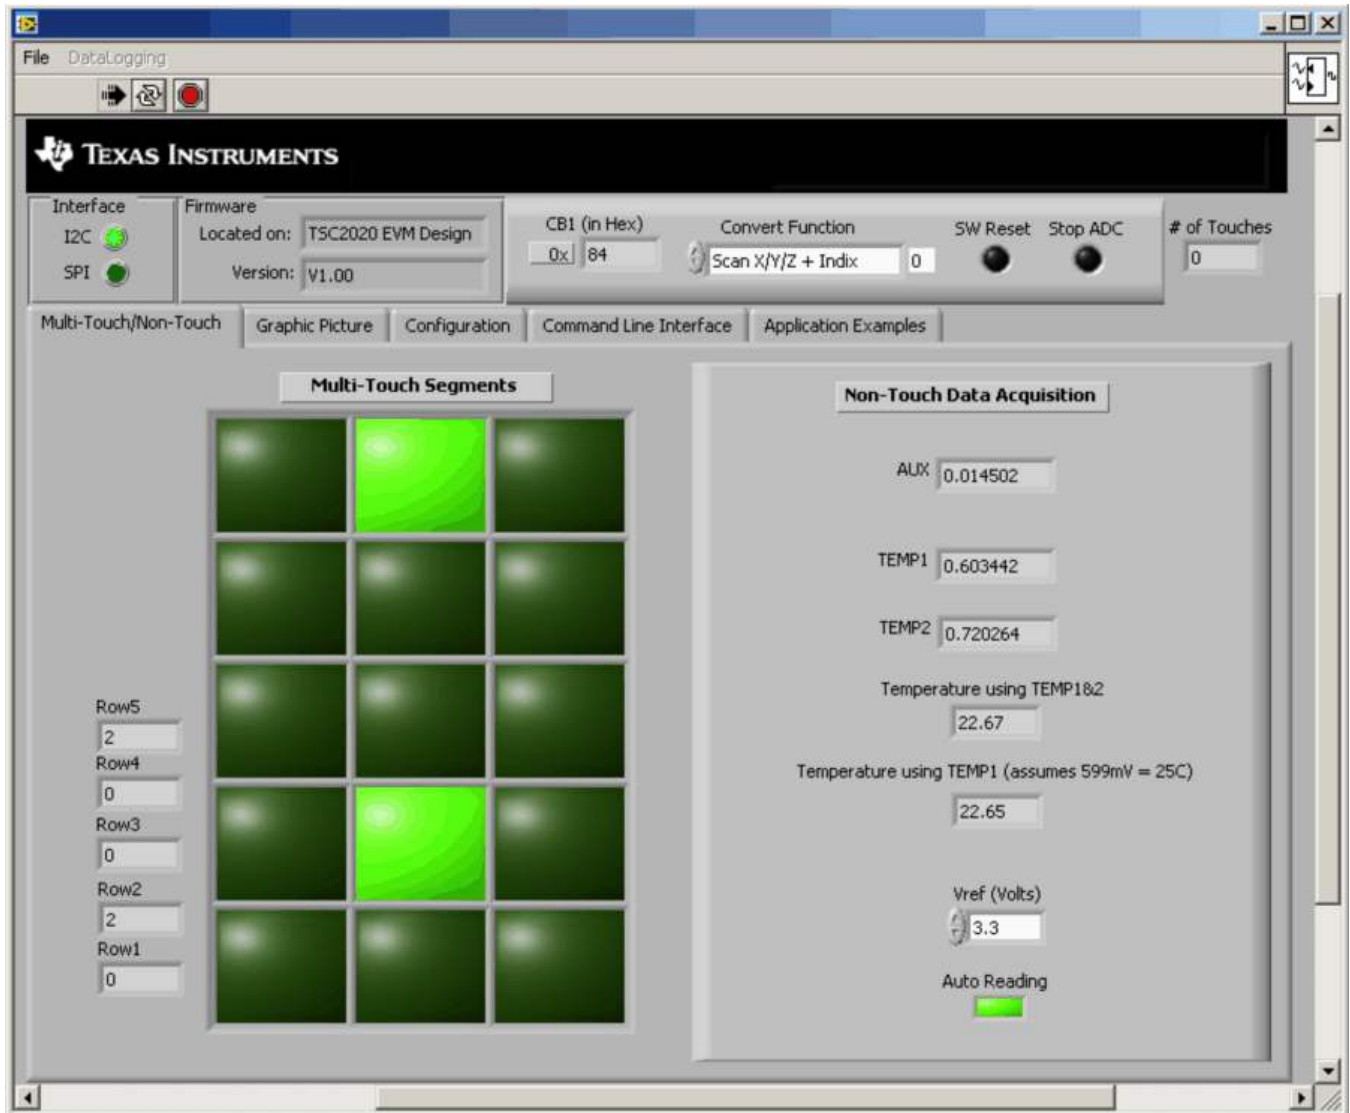 File DataLogging
TEXAS INSTRUMENTS
Interface
I2C
SPI
Firmware
Located on: TSC2020 EVM Design
Version: V1.00
CB1 (in Hex)
0x 84
Convert Function
Scan X/Y/Z + Indix 0
SW Reset
Stop ADC
# of Touches
0
Multi-Touch/Non-Touch Graphic Picture Configuration Command Line Interface Application Examples
Multi-Touch Segments
Row5
2
Row4
0
Row3
0
Row2
2
Row1
0
Non-Touch Data Acquisition
AUX 0.014502
TEMP1 0.603442
TEMP2 0.720264
Temperature using TEMP1&2
22.67
Temperature using TEMP1 (assumes 599mV = 25C)
22.65
Vref (Volts)
3.3
Auto Reading